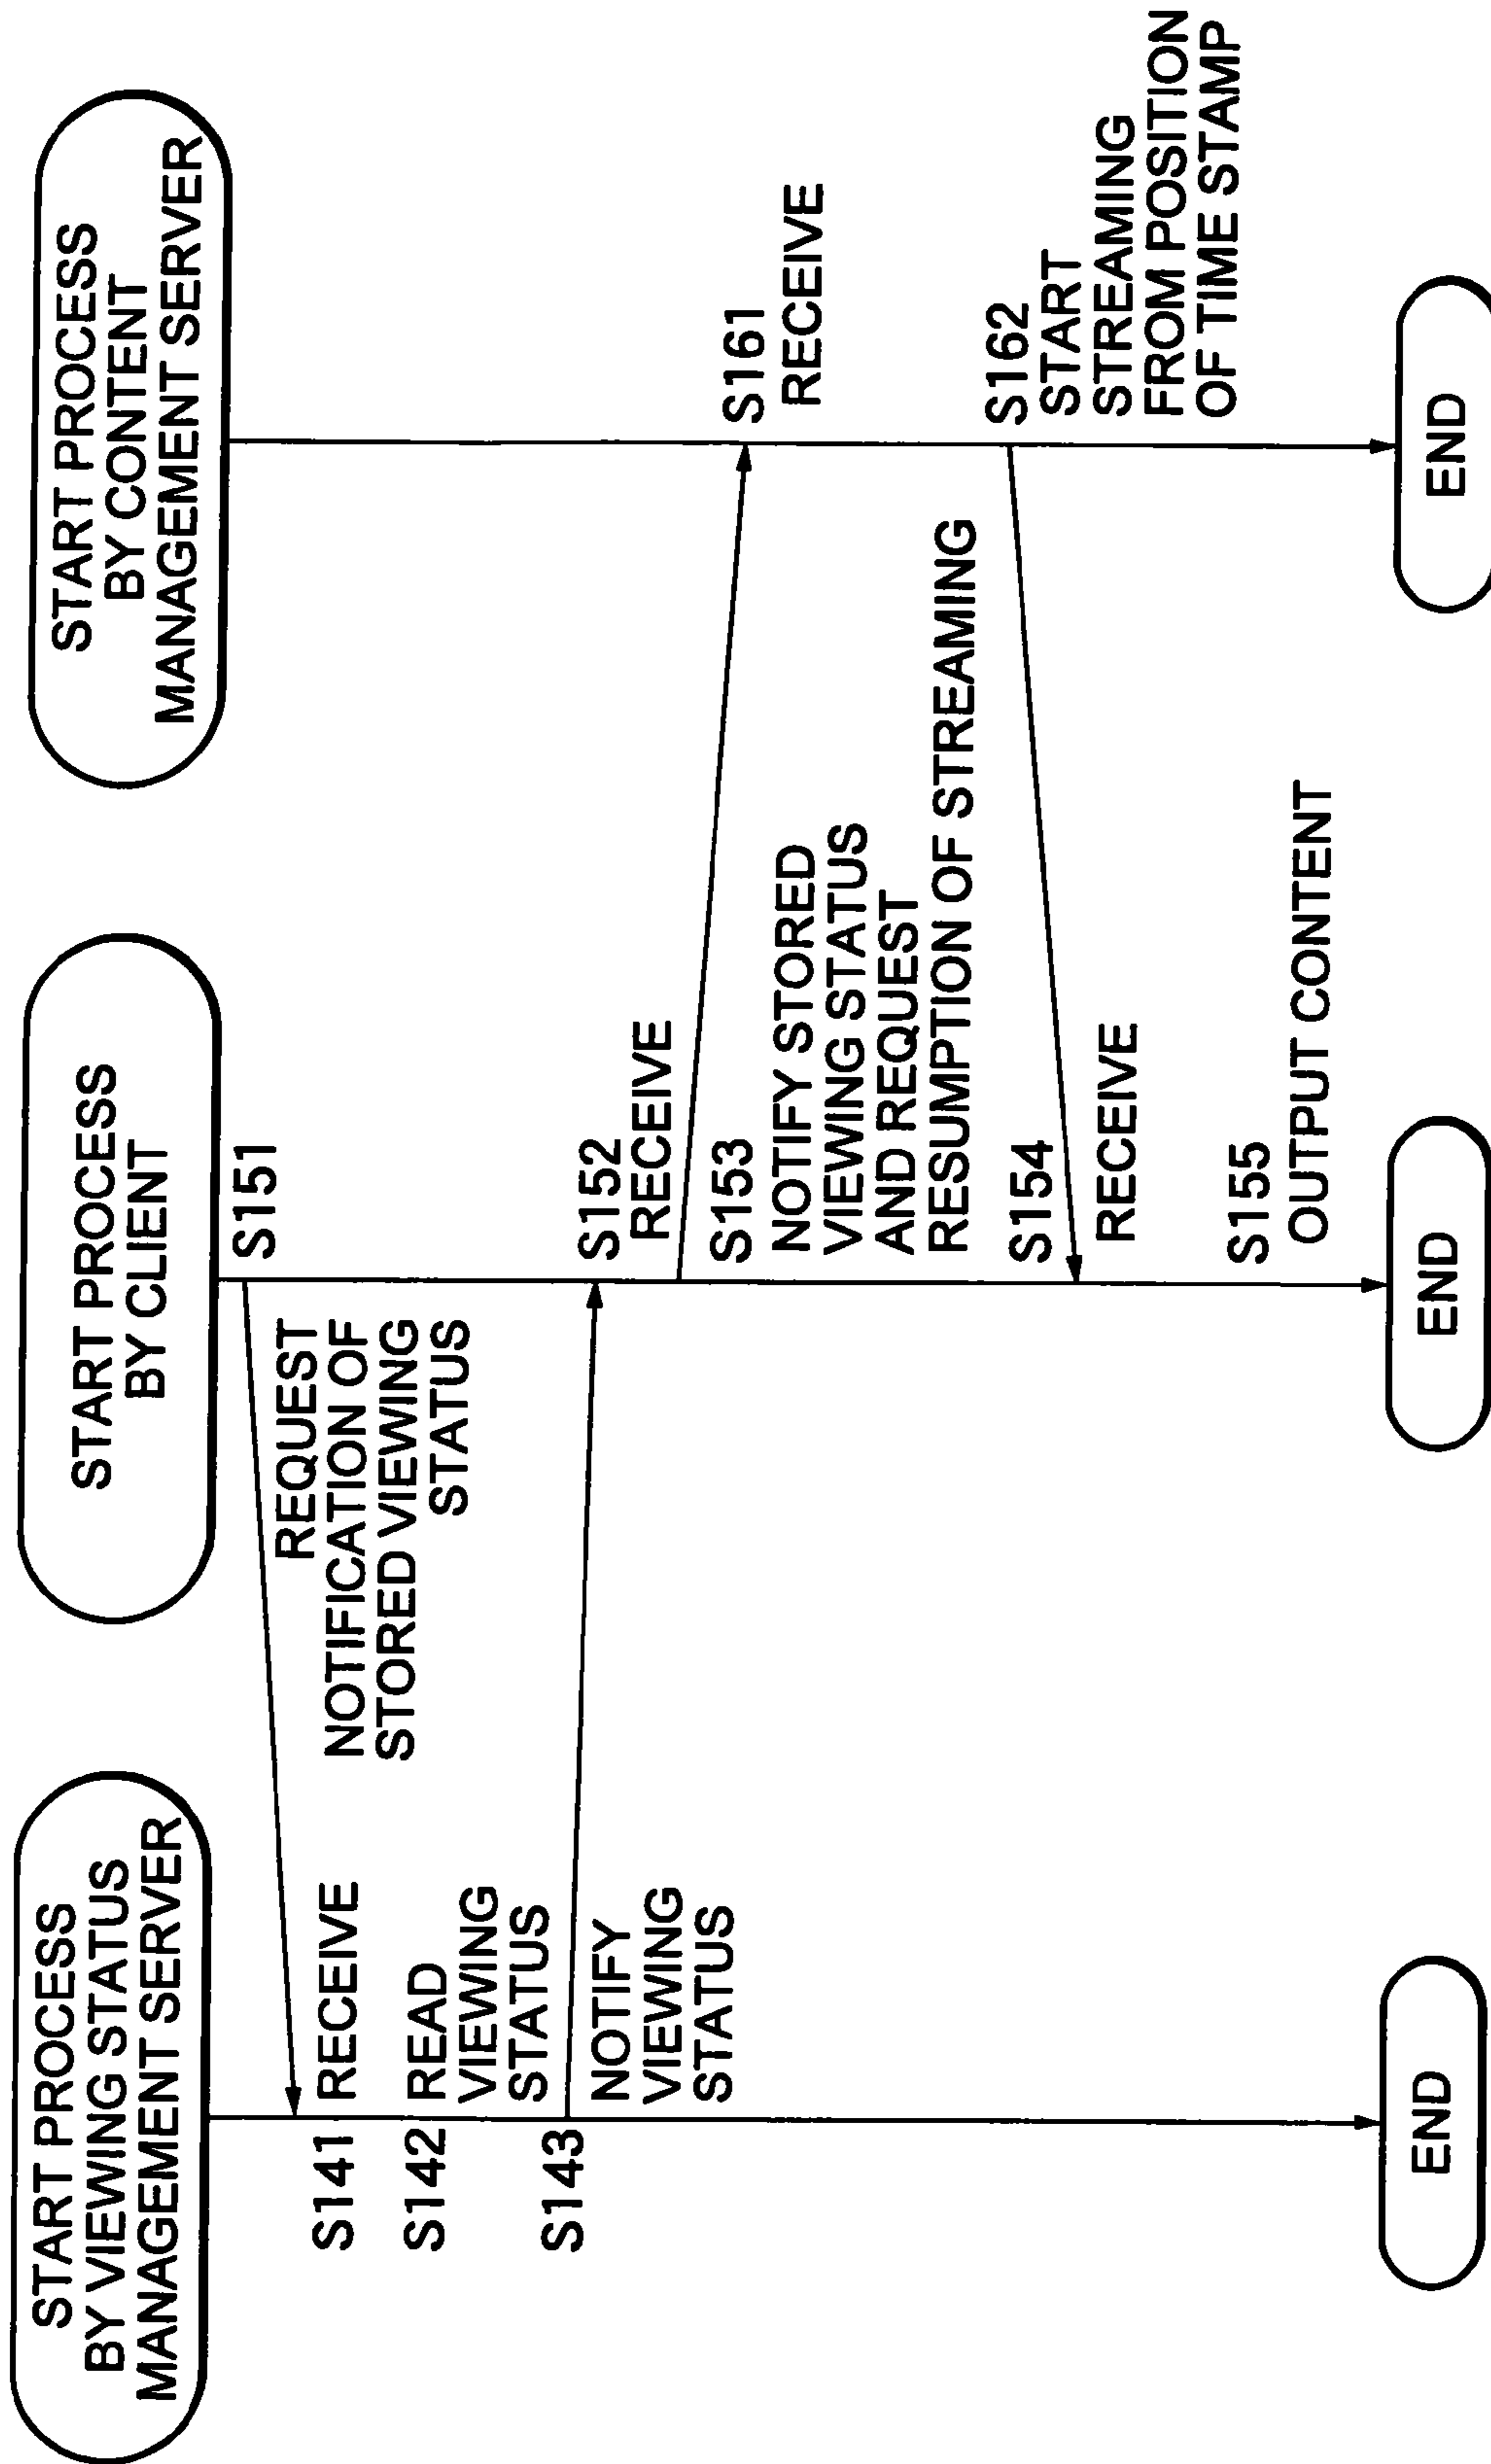 START PROCESS
BY VIEWING STATUS
MANAGEMENT SERVER
START PROCESS
BY CLIENT
START PROCESS
BY CONTENT
MANAGEMENT SERVER
S151
REQUEST
NOTIFICATION OF
STORED VIEWING
STATUS
S141
RECEIVE
S142
READ
VIEWING
STATUS
S143
NOTIFY
VIEWING
STATUS
S152
RECEIVE
S153
NOTIFY STORED
VIEWING STATUS
AND REQUEST
RESUMPTION OF STREAMING
S161
RECEIVE
S162
START
STREAMING
FROM POSITION
OF TIME STAMP
S154
RECEIVE
S155
OUTPUT CONTENT
END
END
END